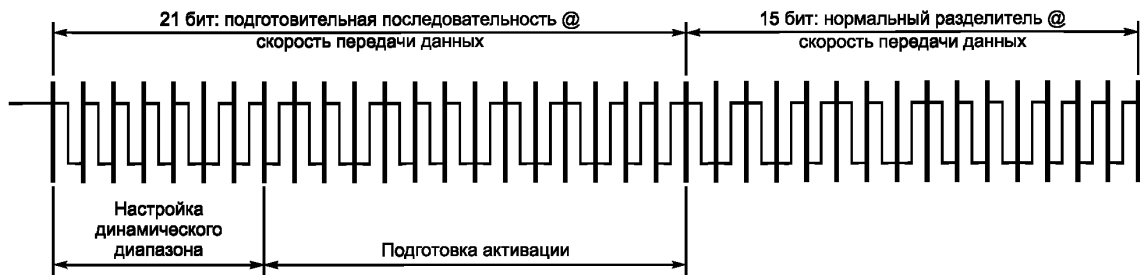 21 бит: подготовительная последовательность @
скорость передачи данных
15 бит: нормальный разделитель @
скорость передачи данных
Настройка
динамического
диапазона
Подготовка активации